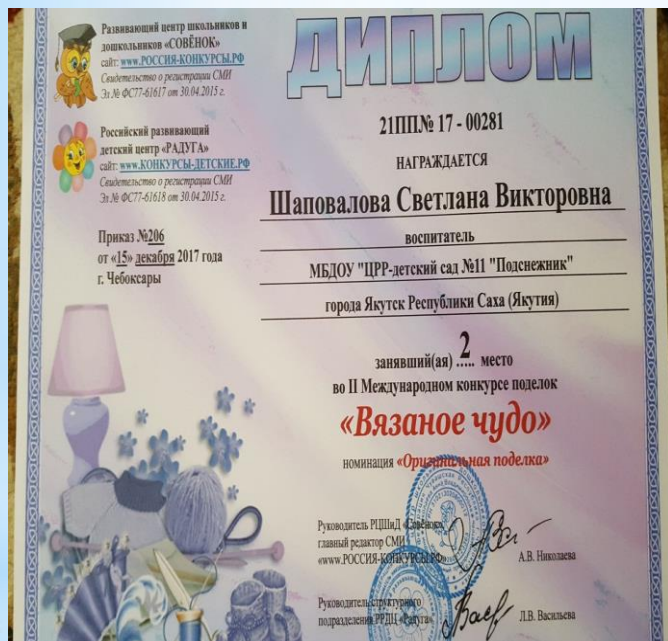 Развивающий центр школьников и
дошкольников «СОВЁНОК»
сайт: www.РОССИЯ-КОНКУРСЫ.РФ
Свидетельство о регистрации СМИ
Эл № ФС77-61617 от 30.04.2015 г.
Российский развивающий
детский центр «РАДУГА»
сайт: www.КОНКУРСЫ-ДЕТСКИЕ.РФ
Свидетельство о регистрации СМИ
Эл № ФС77-61618 от 30.04.2015 г.
Приказ №206
от «15» декабря 2017 года
г. Чебоксары
ДИПЛОМ
21ПП№ 17 - 00281
НАГРАЖДАЕТСЯ
Шаповалова Светлана Викторовна
воспитатель
МБДОУ "ЦРР-детский сад №11 "Подснежник"
города Якутск Республики Саха (Якутия)
занявший(ая) ..2.. место
во II Международном конкурсе поделок
«Вязаное чудо»
номинация «Оригинальная поделка»
Руководитель РЦШиД «Совёнок»,
главный редактор СМИ
«www.РОССИЯ-КОНКУРСЫ.РФ»
А.В. Николаева
Руководитель структурного
подразделения РРДЦ «Радуга»
Л.В. Васильева